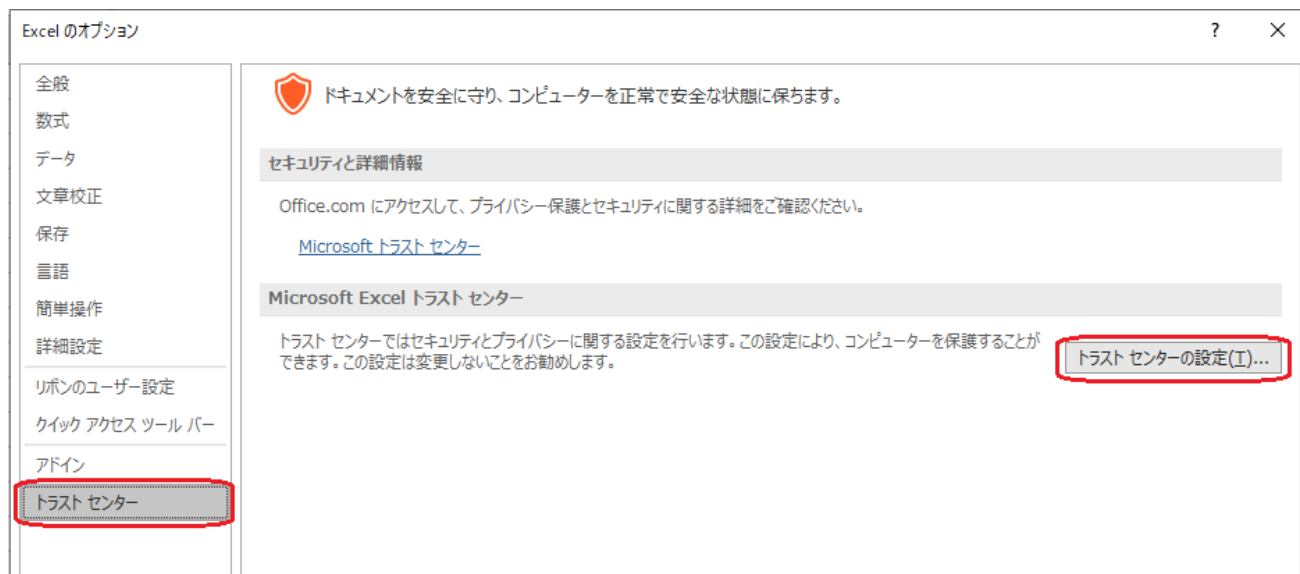 Excel のオプション
? ×
全般
数式
データ
文章校正
保存
言語
簡単操作
詳細設定
リボンのユーザー設定
クイック アクセス ツール バー
アドイン
トラスト センター
ドキュメントを安全に守り、コンピューターを正常で安全な状態に保ちます。
セキュリティと詳細情報
Office.com にアクセスして、プライバシー保護とセキュリティに関する詳細をご確認ください。
Microsoft トラスト センター
Microsoft Excel トラスト センター
トラスト センターではセキュリティとプライバシーに関する設定を行います。この設定により、コンピューターを保護することが
できます。この設定は変更しないことをお勧めします。
トラスト センターの設定(T)...